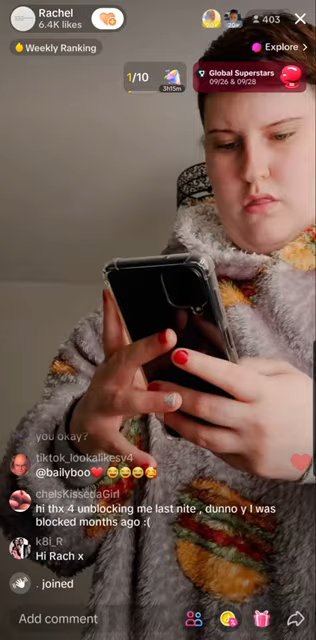 Rachel
6.4K likes
403
Weekly Ranking
Explore >
1/10
3h15m
Global Superstars
09/26 & 09/28
you okay?
tiktok_lookalikesv4
@bailyboo❤️😂😂😂🥰
chelsKissedaGirl
hi thx 4 unblocking me last nite , dunno y I was
blocked months ago :(
k8i_R
Hi Rach x
. joined
Add comment